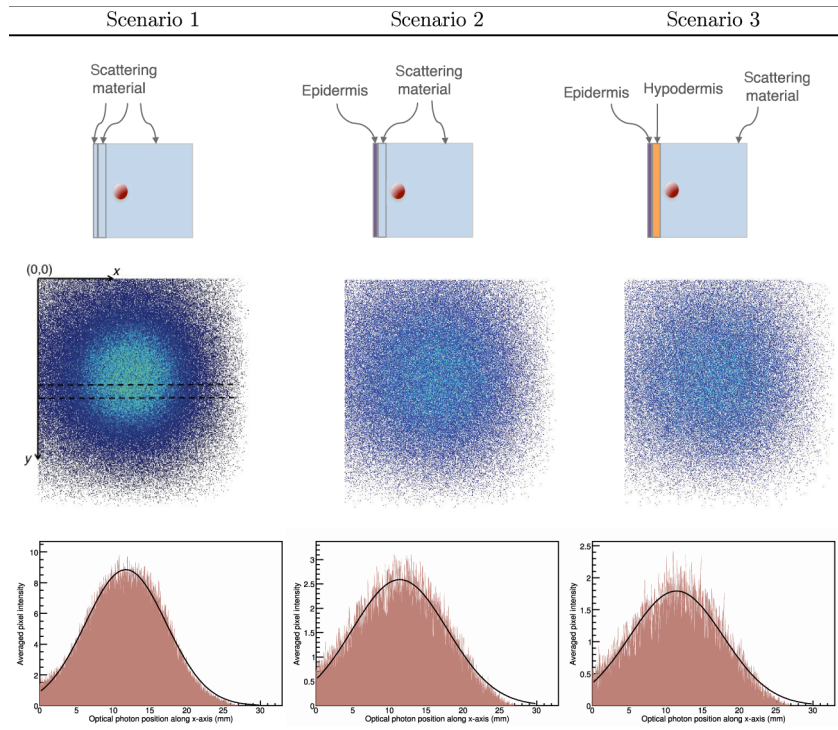 Scenario 1
Scenario 2
Scenario 3
Scattering
material
Epidermis
Scattering
material
Epidermis
Hypodermis
Scattering
material
(0,0)
x
y
Averaged pixel intensity
10
8
6
4
2
0
0
5
10
15
20
25
30
Optical photon position along x-axis (mm)
Averaged pixel intensity
3
2.5
2
1.5
1
0.5
0
0
5
10
15
20
25
30
Optical photon position along x-axis (mm)
Averaged pixel intensity
2
1.5
1
0.5
0
0
5
10
15
20
25
30
Optical photon position along x-axis (mm)